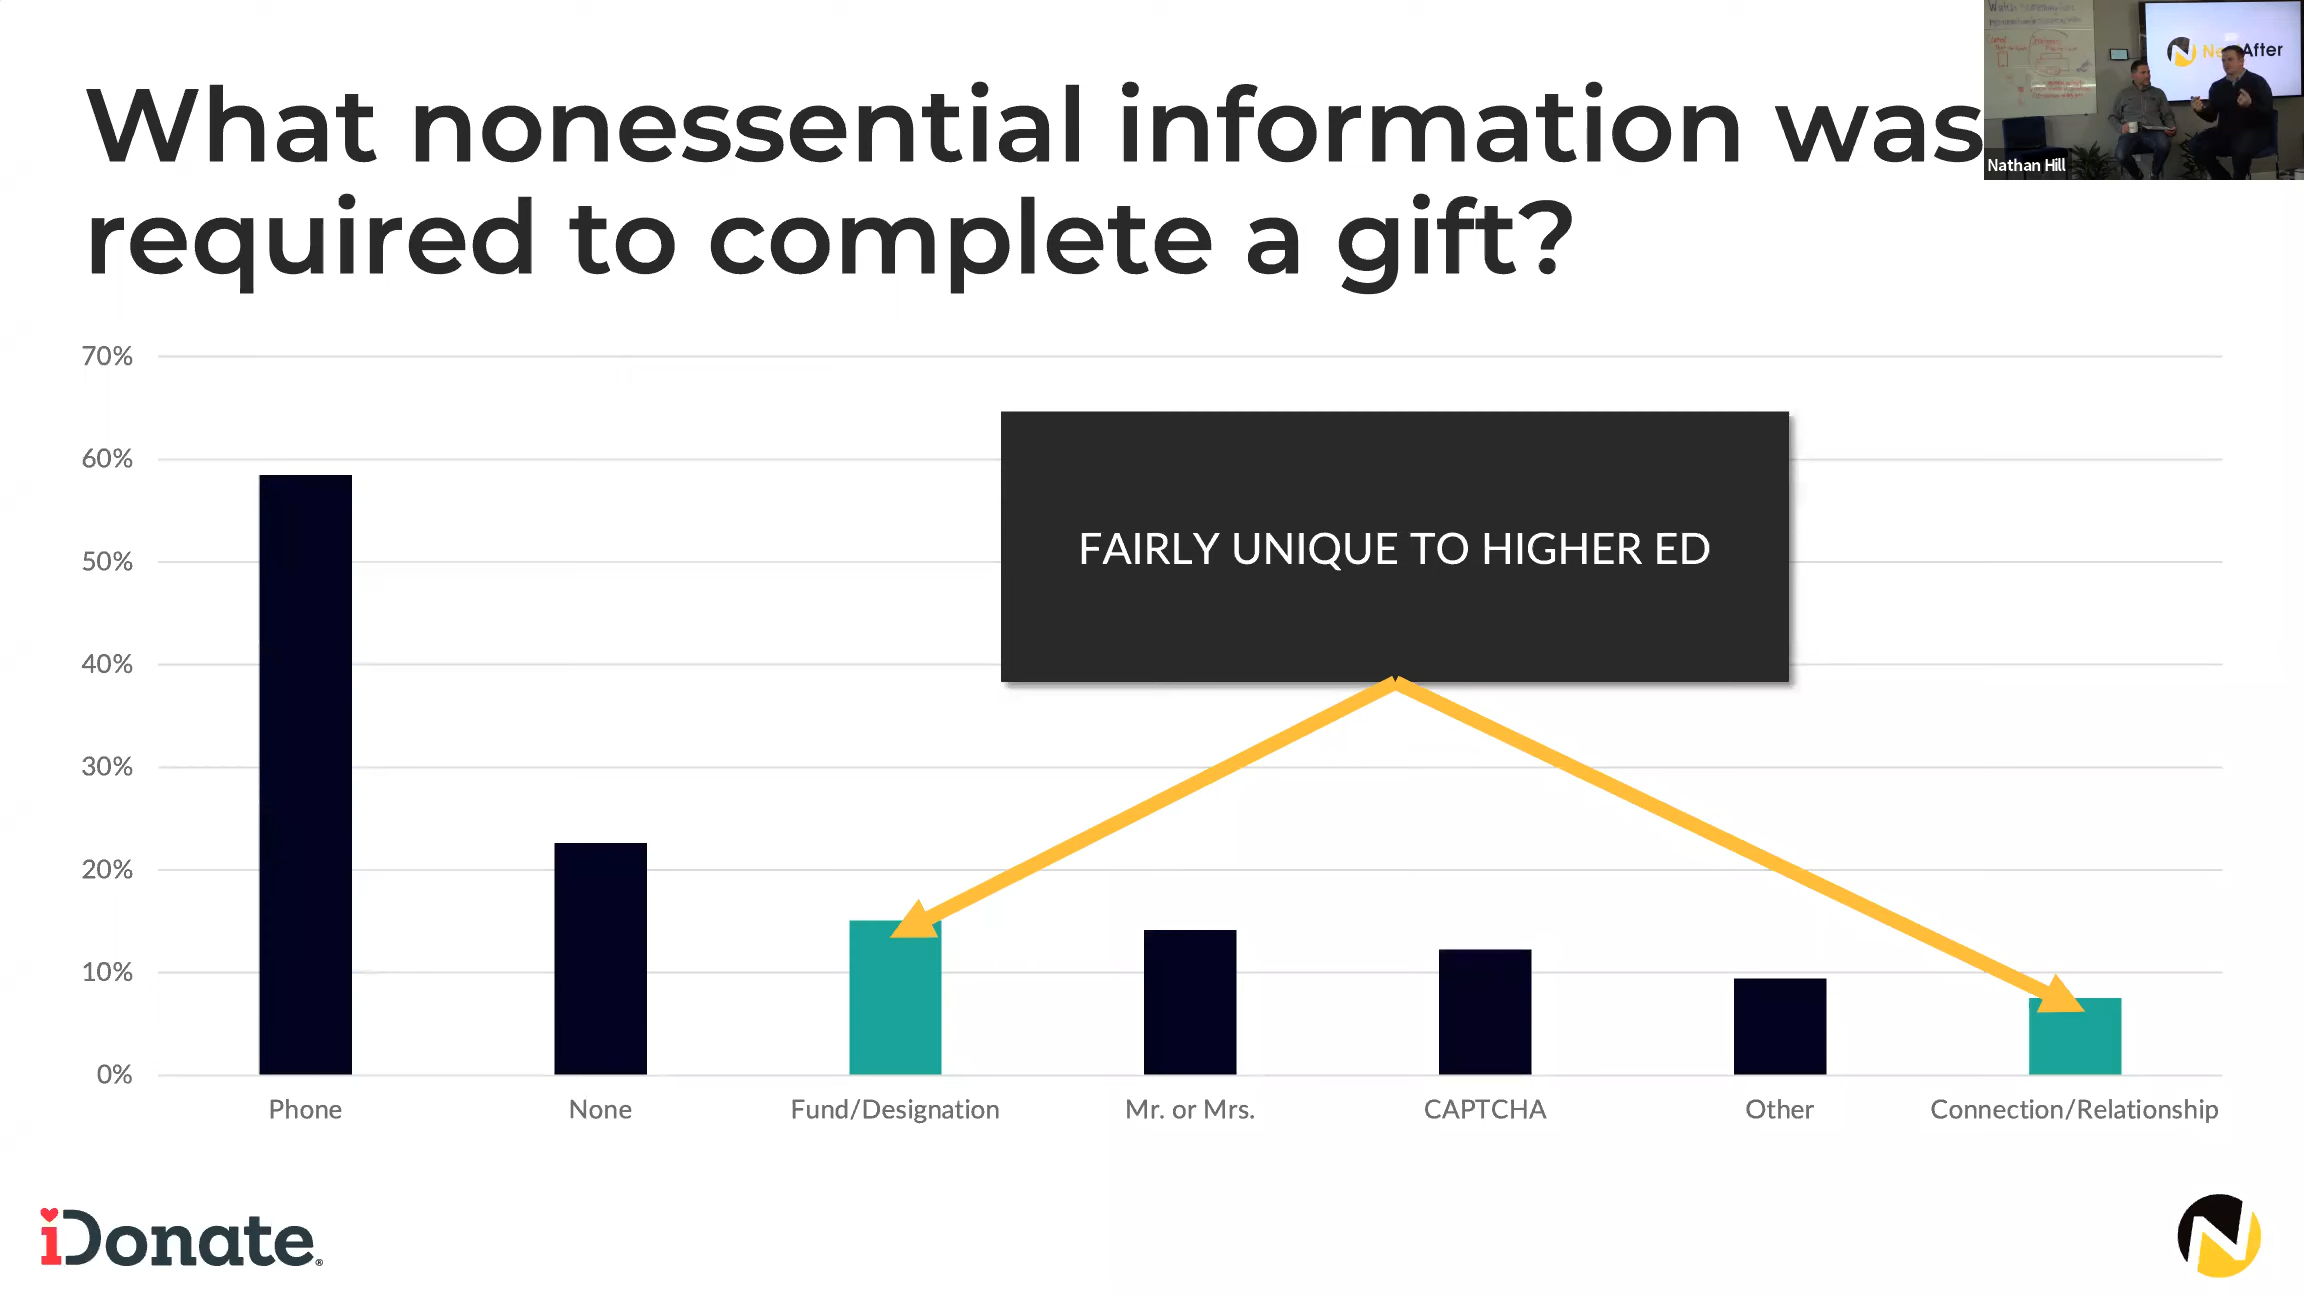 What nonessential information was
required to complete a gift?
After
Nathan Hill
70%
60%
50%
40%
30%
20%
10%
0%
FAIRLY UNIQUE TO HIGHER ED
Phone
None
Fund/Designation
Mr. or Mrs.
CAPTCHA
Other
Connection/Relationship
iDonate®
N